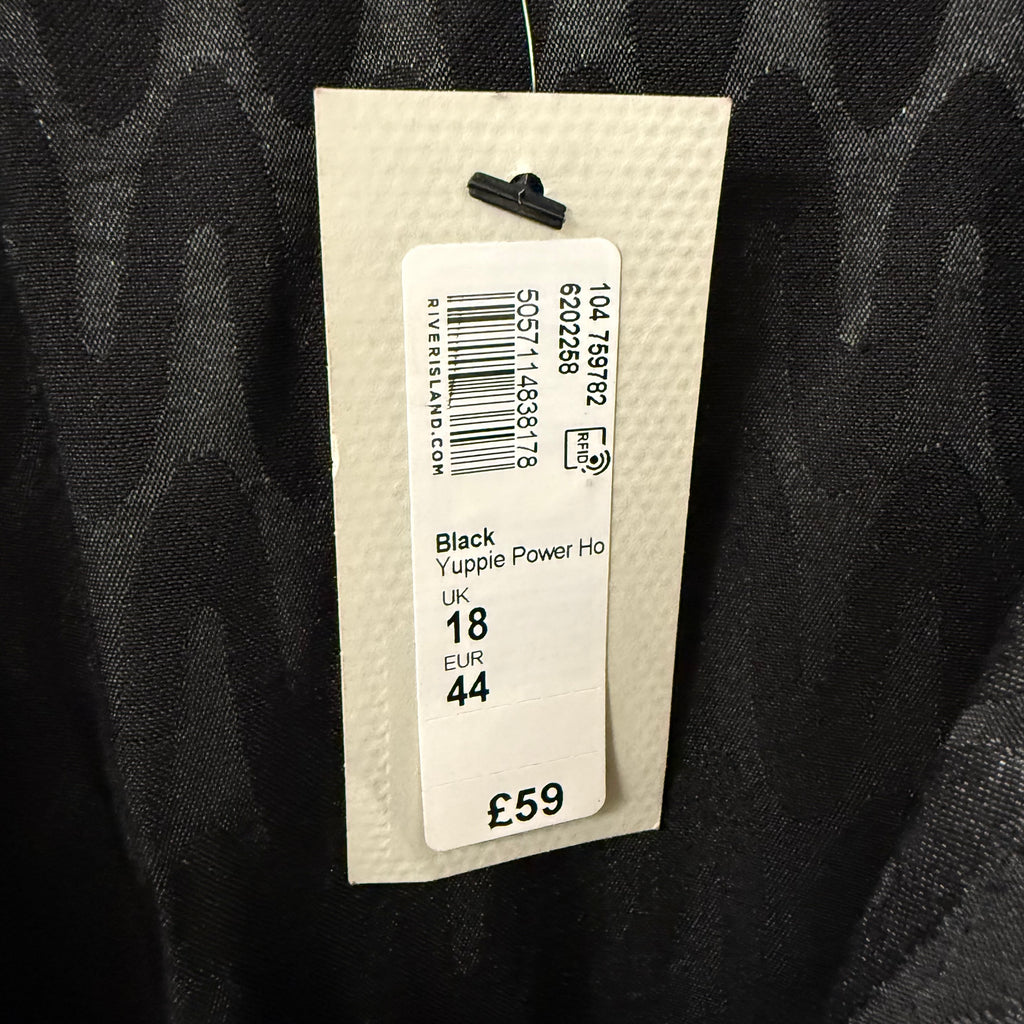 104 759782
6202258
5057114838178
RIVERISLAND.COM
RFID
Black
Yuppie Power Ho
UK
18
EUR
44
£59